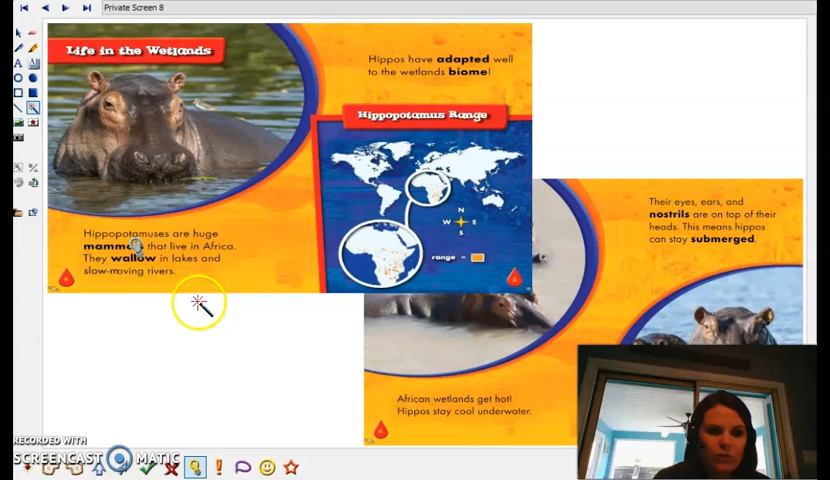 Private Screen 8
Life in the Wetlands
Hippos have adapted well
to the wetlands biome!
Hippopotamus Range
N
W E
S
range =
Hippopotamuses are huge
that live in Africa.
They wallow in lakes and
slow-moving rivers.
Their eyes, ears, and
nostrils are on top of their
heads. This means hippos
can stay submerged.
African wetlands get hot!
Hippos stay cool underwater.
RECORDED WITH
SCREENCAST MATIC